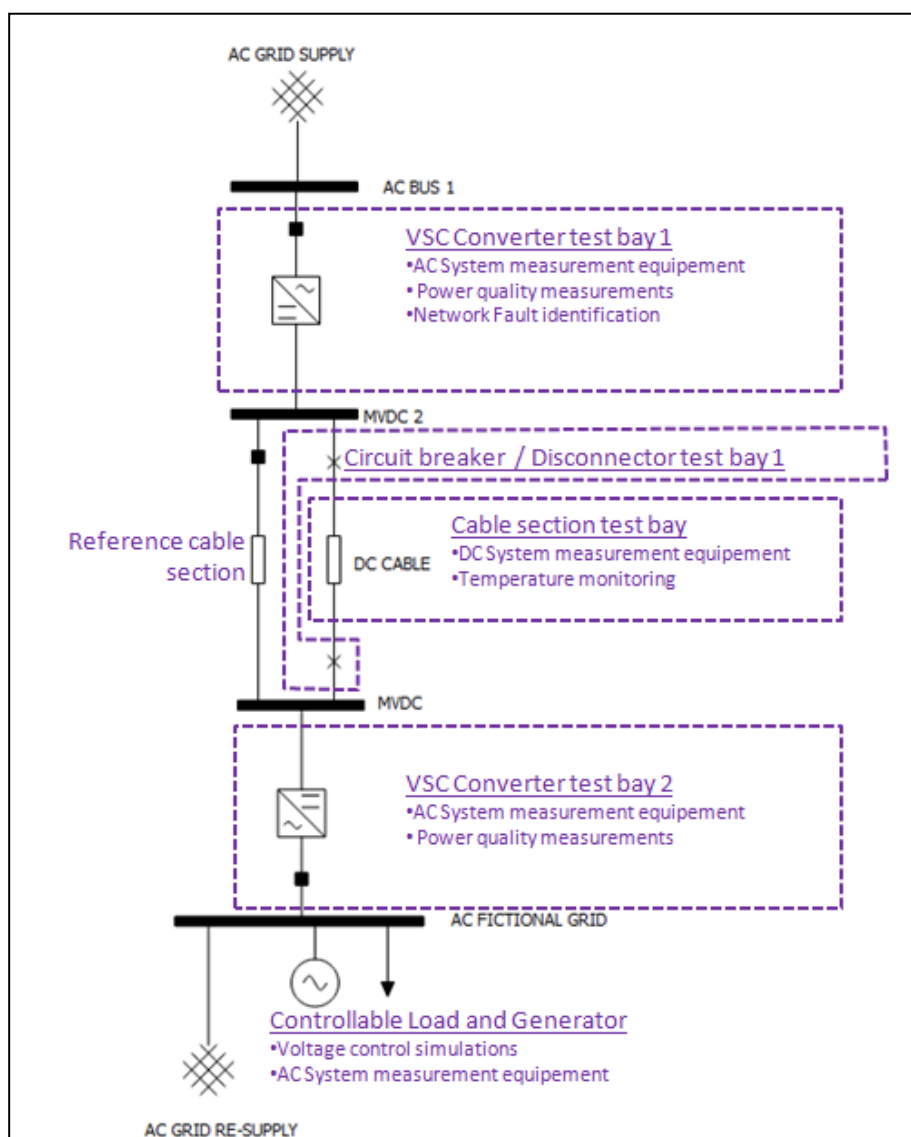 AC GRID SUPPLY
AC BUS 1
VSC Converter test bay 1
•AC System measurement equipement
•Power quality measurements
•Network Fault identification
MVDC 2
Circuit breaker / Disconnector test bay 1
Reference cable
section
DC CABLE
Cable section test bay
•DC System measurement equipement
•Temperature monitoring
MVDC
VSC Converter test bay 2
•AC System measurement equipement
• Power quality measurements
AC FICTIONAL GRID
Controllable Load and Generator
•Voltage control simulations
•AC System measurement equipement
AC GRID RE-SUPPLY